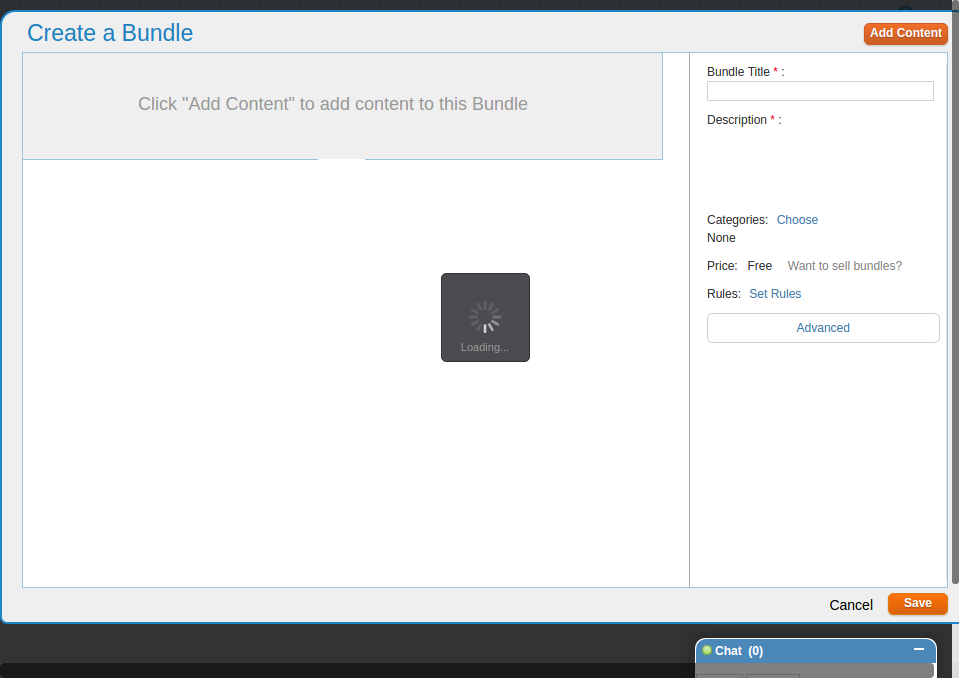 Create a Bundle
Add Content
Click "Add Content" to add content to this Bundle
Bundle Title * :
Description * :
Categories: Choose
None
Price: Free Want to sell bundles?
Rules: Set Rules
Advanced
Loading...
Cancel
Save
Chat (0)